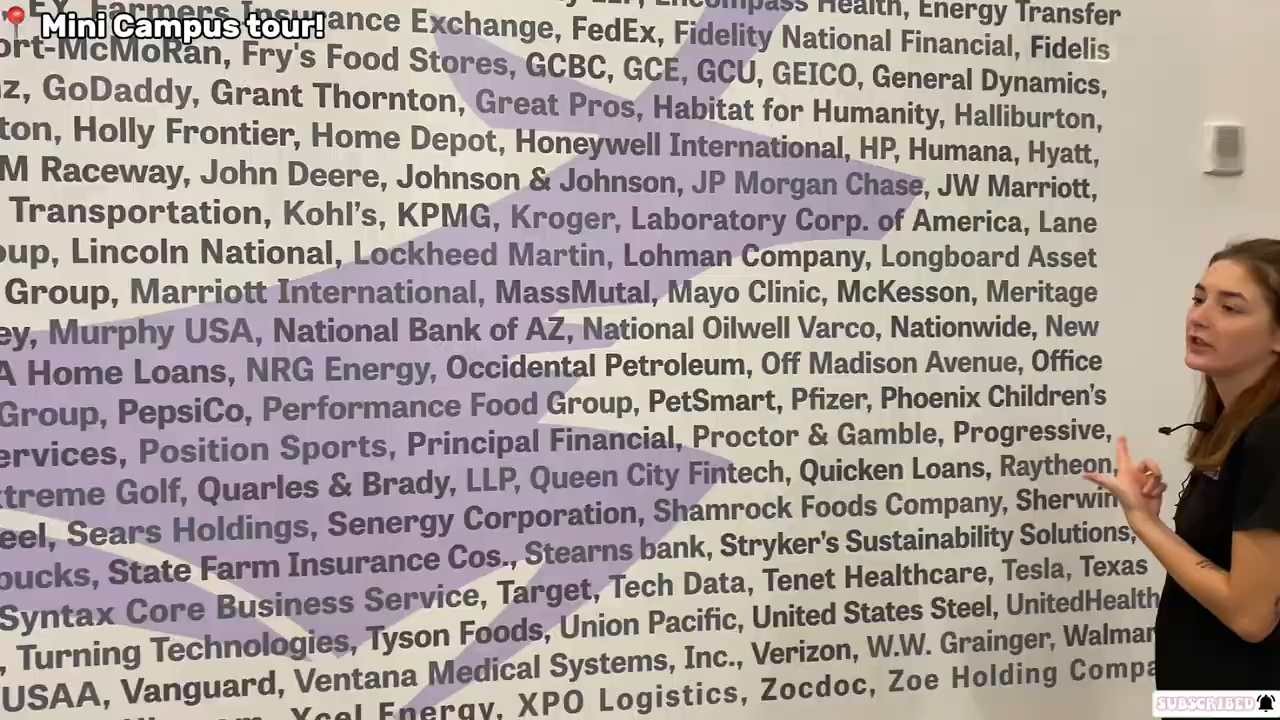 Mini Campus tour!
Farmers Insurance Exchange, FedEx, Fidelity National Financial, Fidelis
Encompass Health, Energy Transfer
ort-McMoRan, Fry's Food Stores, GCBC, GCE, GCU, GEICO, General Dynamics,
z, GoDaddy, Grant Thornton, Great Pros, Habitat for Humanity, Halliburton,
ton, Holly Frontier, Home Depot, Honeywell International, HP, Humana, Hyatt,
M Raceway, John Deere, Johnson & Johnson, JP Morgan Chase, JW Marriott,
Transportation, Kohl's, KPMG, Kroger, Laboratory Corp. of America, Lane
oup, Lincoln National, Lockheed Martin, Lohman Company, Longboard Asset
Group, Marriott International, MassMutal, Mayo Clinic, McKesson, Meritage
ey, Murphy USA, National Bank of AZ, National Oilwell Varco, Nationwide, New
A Home Loans, NRG Energy, Occidental Petroleum, Off Madison Avenue, Office
Group, PepsiCo, Performance Food Group, PetSmart, Pfizer, Phoenix Children's
ervices, Position Sports, Principal Financial, Proctor & Gamble, Progressive,
xtreme Golf, Quarles & Brady, LLP, Queen City Fintech, Quicken Loans, Raytheon,
eel, Sears Holdings, Senergy Corporation, Shamrock Foods Company, Sherwin
bucks, State Farm Insurance Cos., Stearns bank, Stryker's Sustainability Solutions,
Syntax Core Business Service, Target, Tech Data, Tenet Healthcare, Tesla, Texas
, Turning Technologies, Tyson Foods, Union Pacific, United States Steel, UnitedHealth
USAA, Vanguard, Ventana Medical Systems, Inc., Verizon, W.W. Grainger, Walmar
Xcel Energy, XPO Logistics, Zocdoc, Zoe Holding Compa
SUBSCRIBED